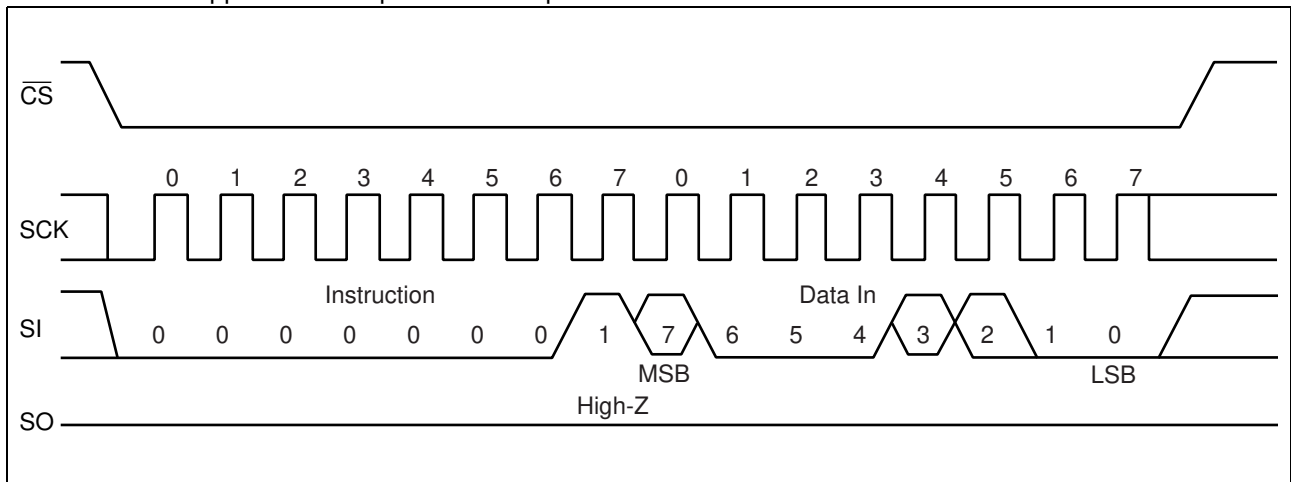 CS
0 1 2 3 4 5 6 7 0 1 2 3 4 5 6 7
SCK
Instruction Data In
SI 0 0 0 0 0 0 0 1 7 6 5 4 3 2 1 0
MSB LSB
High-Z
SO